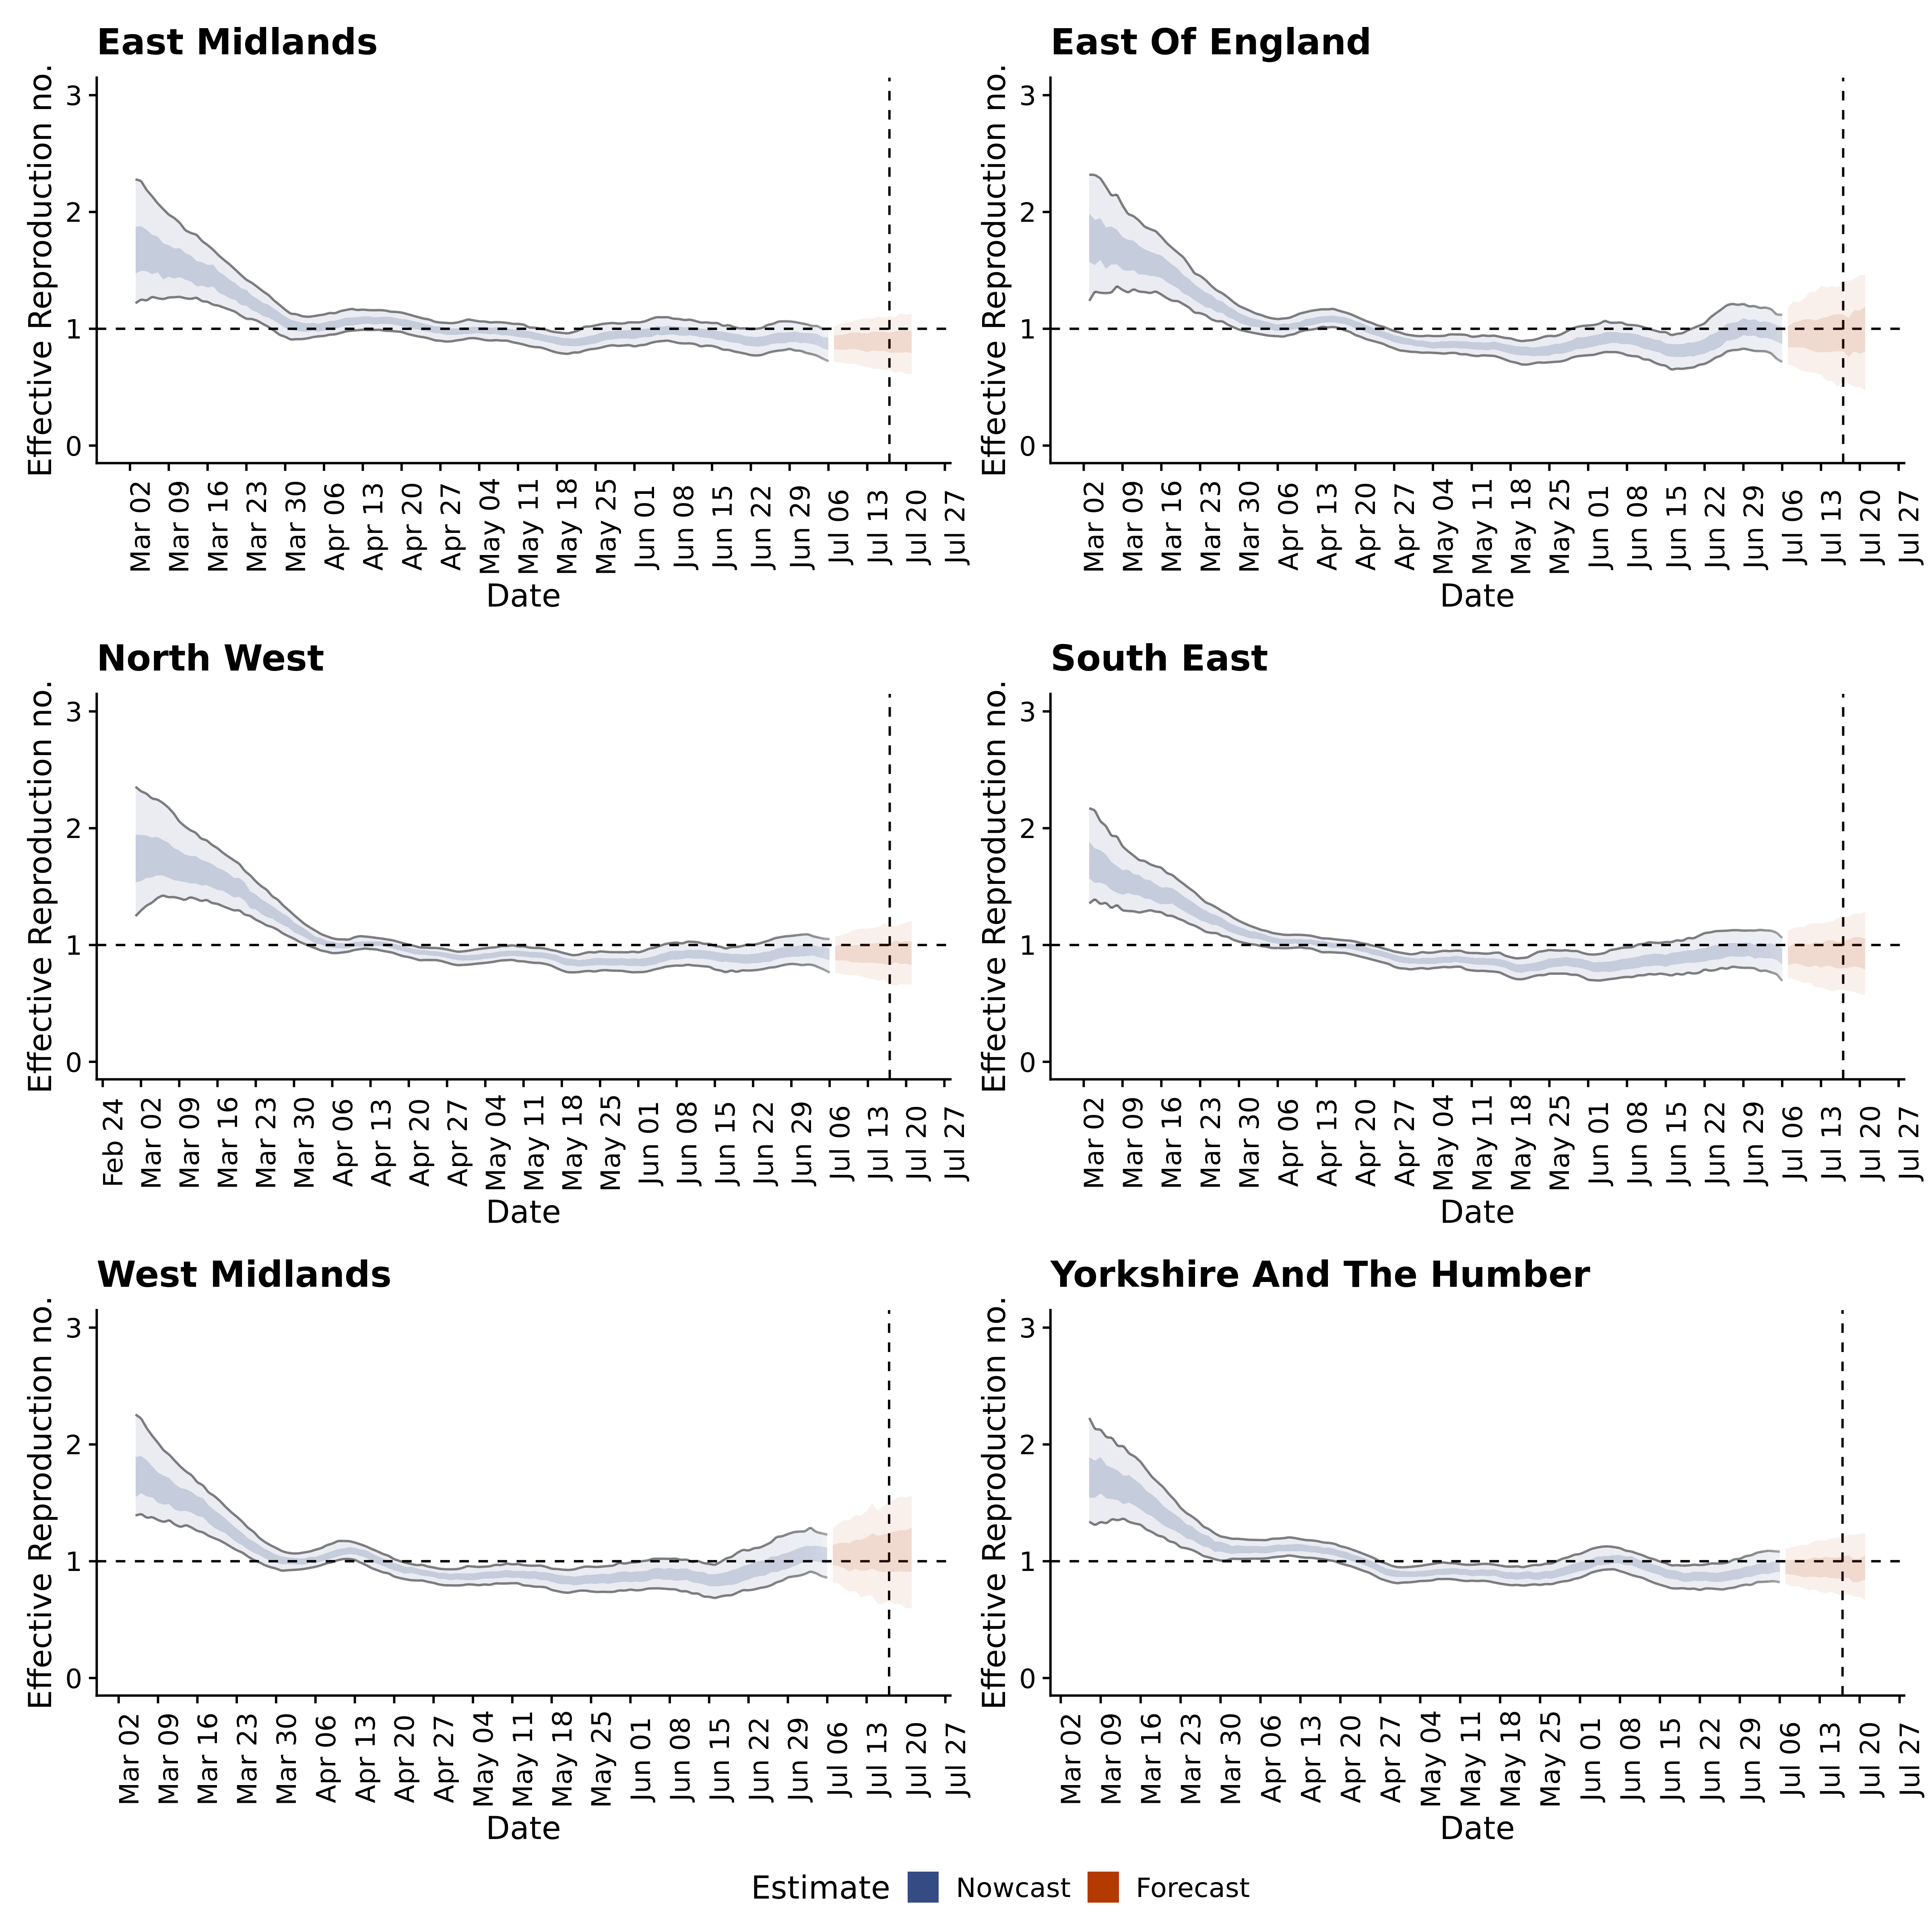 East Midlands
Effective Reproduction no.
3
2
1
0
Mar 02
Mar 09
Mar 16
Mar 23
Mar 30
Apr 06
Apr 13
Apr 20
Apr 27
May 04
May 11
May 18
May 25
Jun 01
Jun 08
Jun 15
Jun 22
Jun 29
Jul 06
Jul 13
Jul 20
Jul 27
Date
East Of England
Effective Reproduction no.
3
2
1
0
Mar 02
Mar 09
Mar 16
Mar 23
Mar 30
Apr 06
Apr 13
Apr 20
Apr 27
May 04
May 11
May 18
May 25
Jun 01
Jun 08
Jun 15
Jun 22
Jun 29
Jul 06
Jul 13
Jul 20
Jul 27
Date
North West
Effective Reproduction no.
3
2
1
0
Feb 24
Mar 02
Mar 09
Mar 16
Mar 23
Mar 30
Apr 06
Apr 13
Apr 20
Apr 27
May 04
May 11
May 18
May 25
Jun 01
Jun 08
Jun 15
Jun 22
Jun 29
Jul 06
Jul 13
Jul 20
Jul 27
Date
South East
Effective Reproduction no.
3
2
1
0
Mar 02
Mar 09
Mar 16
Mar 23
Mar 30
Apr 06
Apr 13
Apr 20
Apr 27
May 04
May 11
May 18
May 25
Jun 01
Jun 08
Jun 15
Jun 22
Jun 29
Jul 06
Jul 13
Jul 20
Jul 27
Date
West Midlands
Effective Reproduction no.
3
2
1
0
Mar 02
Mar 09
Mar 16
Mar 23
Mar 30
Apr 06
Apr 13
Apr 20
Apr 27
May 04
May 11
May 18
May 25
Jun 01
Jun 08
Jun 15
Jun 22
Jun 29
Jul 06
Jul 13
Jul 20
Jul 27
Date
Yorkshire And The Humber
Effective Reproduction no.
3
2
1
0
Mar 02
Mar 09
Mar 16
Mar 23
Mar 30
Apr 06
Apr 13
Apr 20
Apr 27
May 04
May 11
May 18
May 25
Jun 01
Jun 08
Jun 15
Jun 22
Jun 29
Jul 06
Jul 13
Jul 20
Jul 27
Date
Estimate Nowcast Forecast